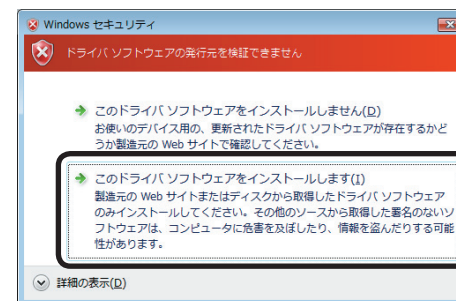 Windows セキュリティ
ドライバ ソフトウェアの発行元を検証できません
このドライバ ソフトウェアをインストールしません(D)
お使いのデバイス用の、更新されたドライバ ソフトウェアが存在するかど
うか製造元の Web サイトで確認してください。
このドライバ ソフトウェアをインストールします(I)
製造元の Web サイトまたはディスクから取得したドライバ ソフトウェア
のみインストールしてください。その他のソースから取得した署名のないソ
フトウェアは、コンピュータに危害を及ぼしたり、情報を盗んだりする可能
性があります。
詳細の表示(D)